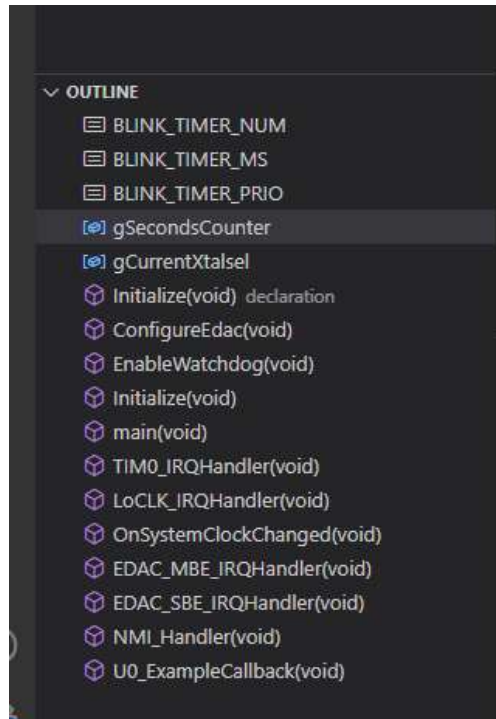 OUTLINE
BLINK_TIMER_NUM
BLINK_TIMER_MS
BLINK_TIMER_PRIO
gSecondsCounter
gCurrentXtalsel
Initialize(void) declaration
ConfigureEdac(void)
EnableWatchdog(void)
Initialize(void)
main(void)
TIM0_IRQHandler(void)
LoCLK_IRQHandler(void)
OnSystemClockChanged(void)
EDAC_MBE_IRQHandler(void)
EDAC_SBE_IRQHandler(void)
NMI_Handler(void)
U0_ExampleCallback(void)